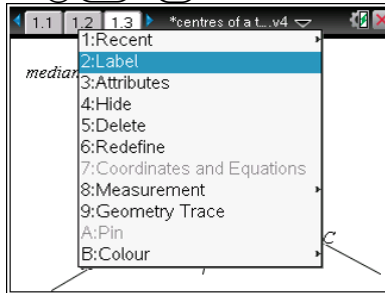 1.1 1.2 1.3 *centres of a t...v4
1:Recent
median
2:Label
3:Attributes
4:Hide
5:Delete
6:Redefine
7:Coordinates and Equations
8:Measurement
9:Geometry Trace
A:Pin
B:Colour
C